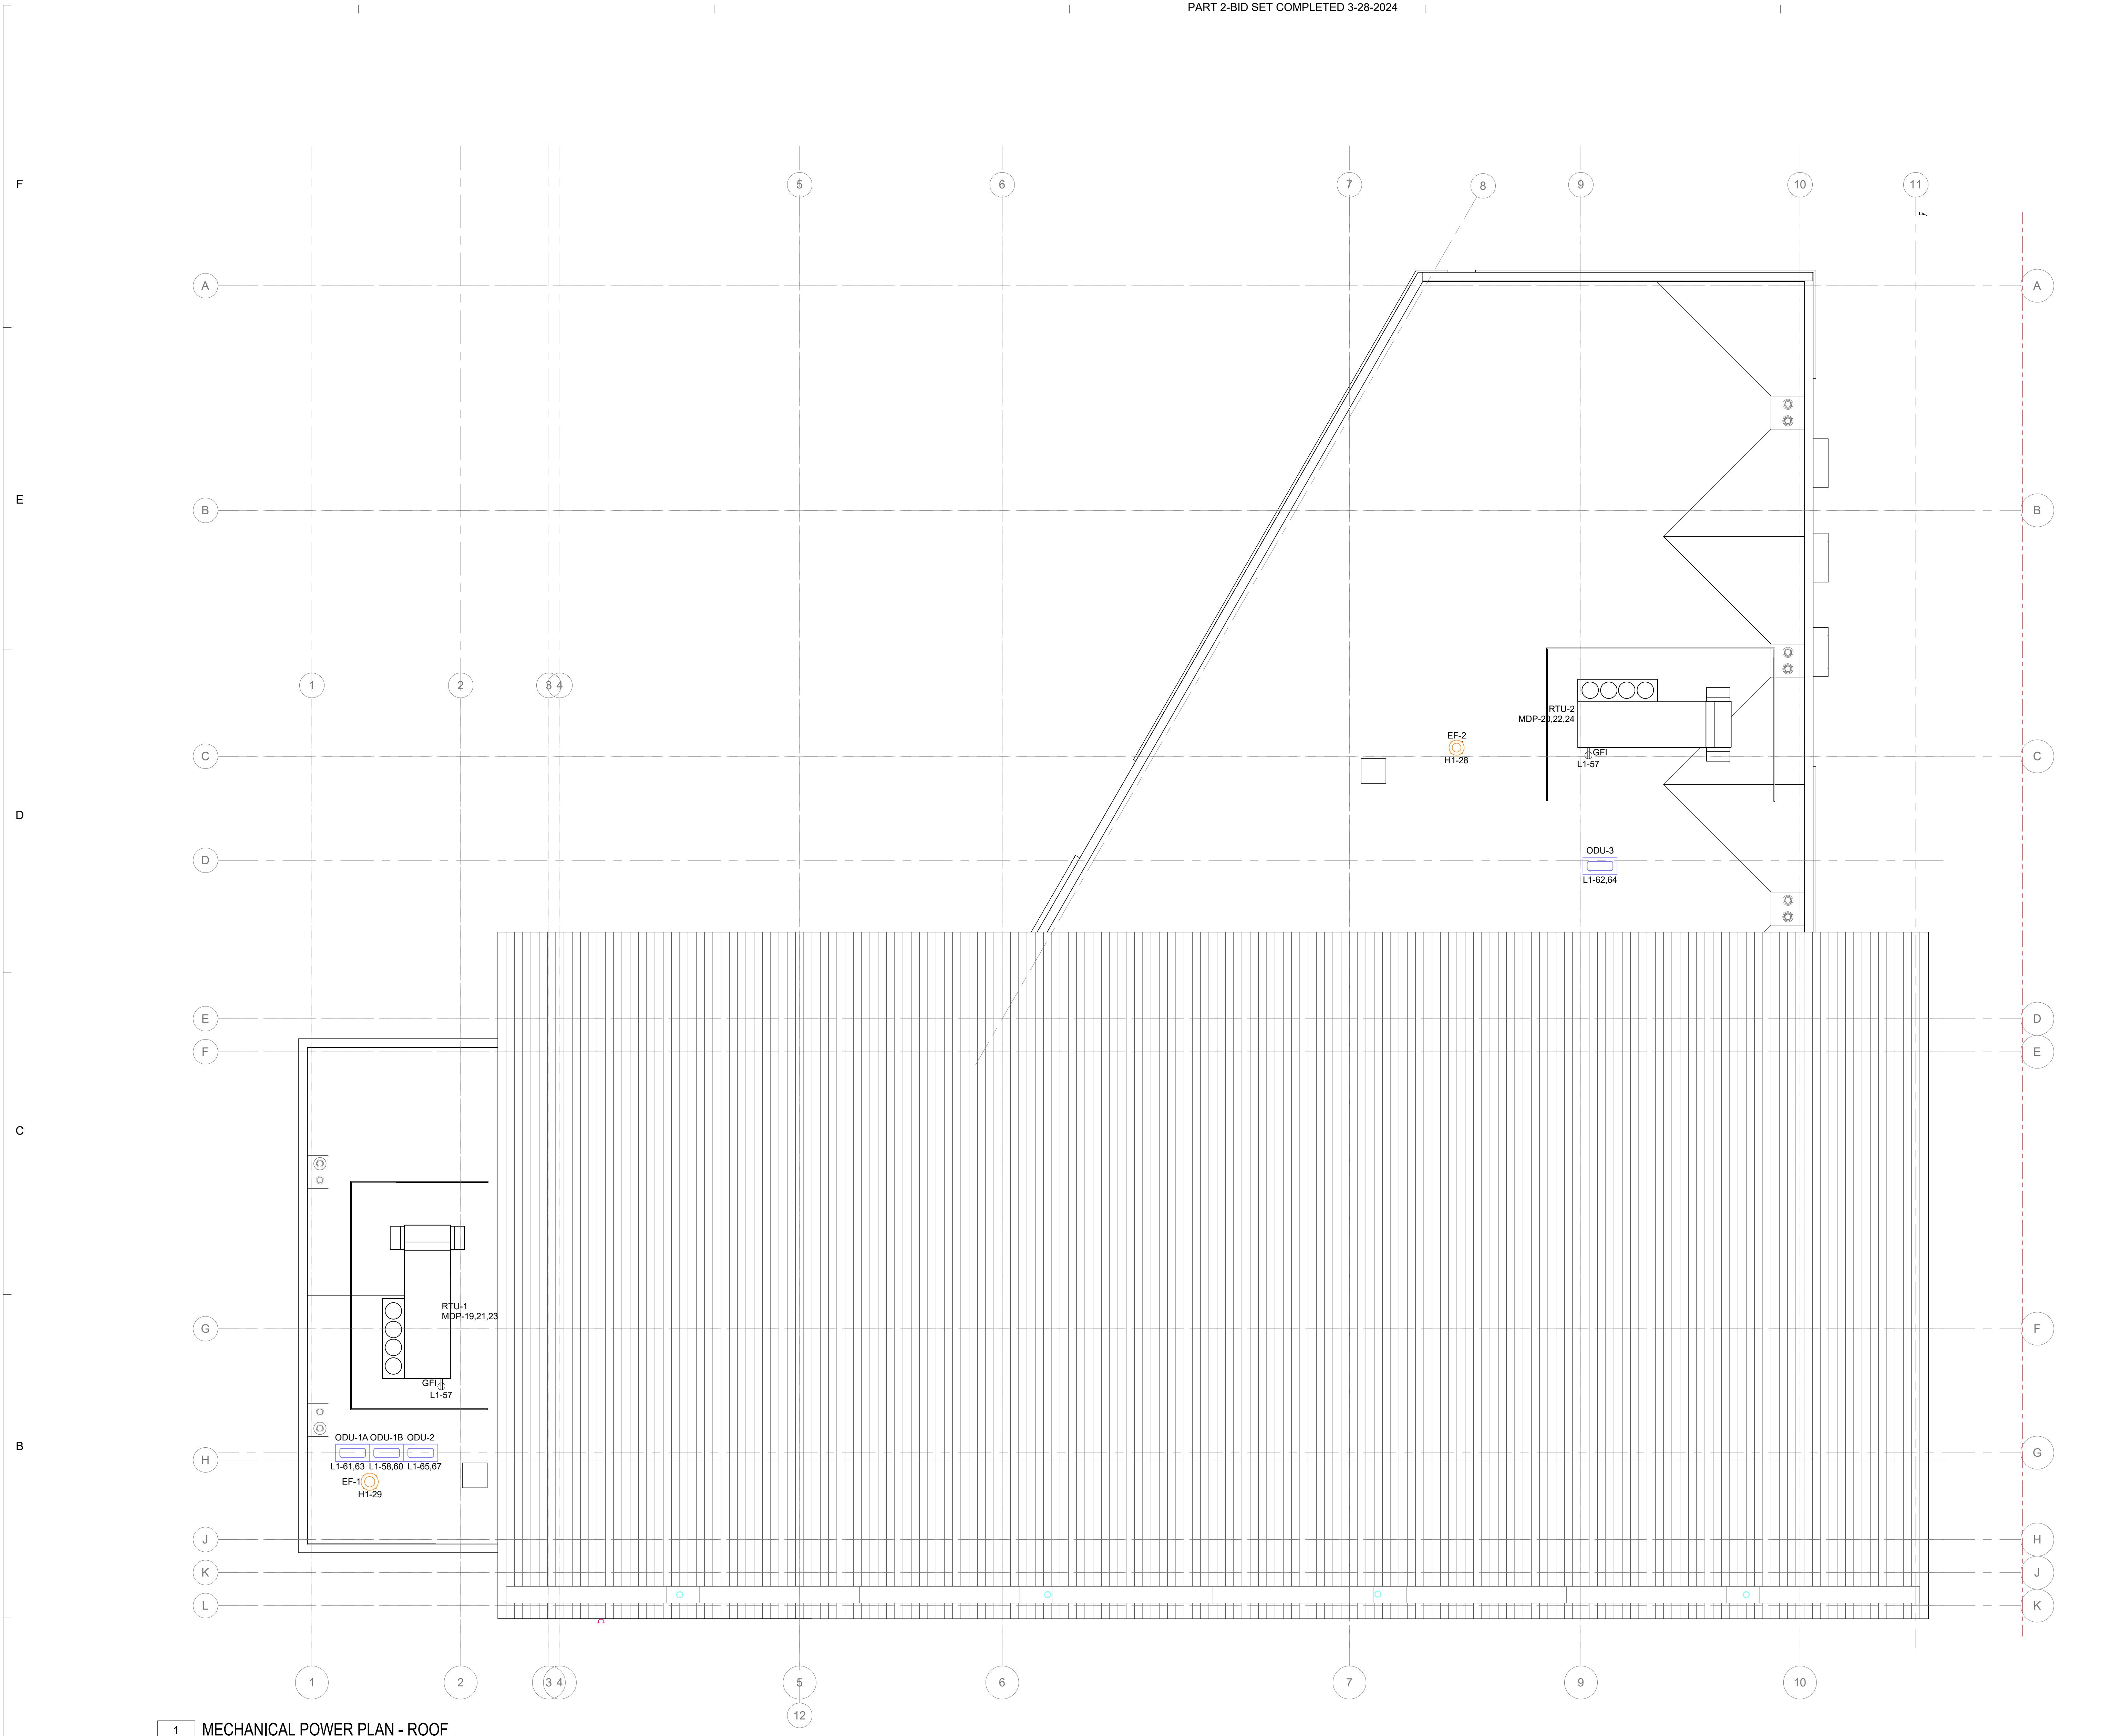 PART 2-BID SET COMPLETED 3-28-2024
F
5
6
7
8
9
10
11
A
A
E
B
B
1
2
3
4
RTU-2
MDP-20,22,24
EF-2
H1-28
GFI
L1-57
C
C
D
ODU-3
L1-62,64
D
E
D
F
E
C
RTU-1
MDP-19,21,23
G
F
GFI
L1-57
B
ODU-1A ODU-1B ODU-2
L1-61,63 L1-58,60 L1-65,67
H
G
EF-1
H1-29
J
H
K
J
L
K
1
2
3
4
5
6
7
9
10
12
1 MECHANICAL POWER PLAN - ROOF